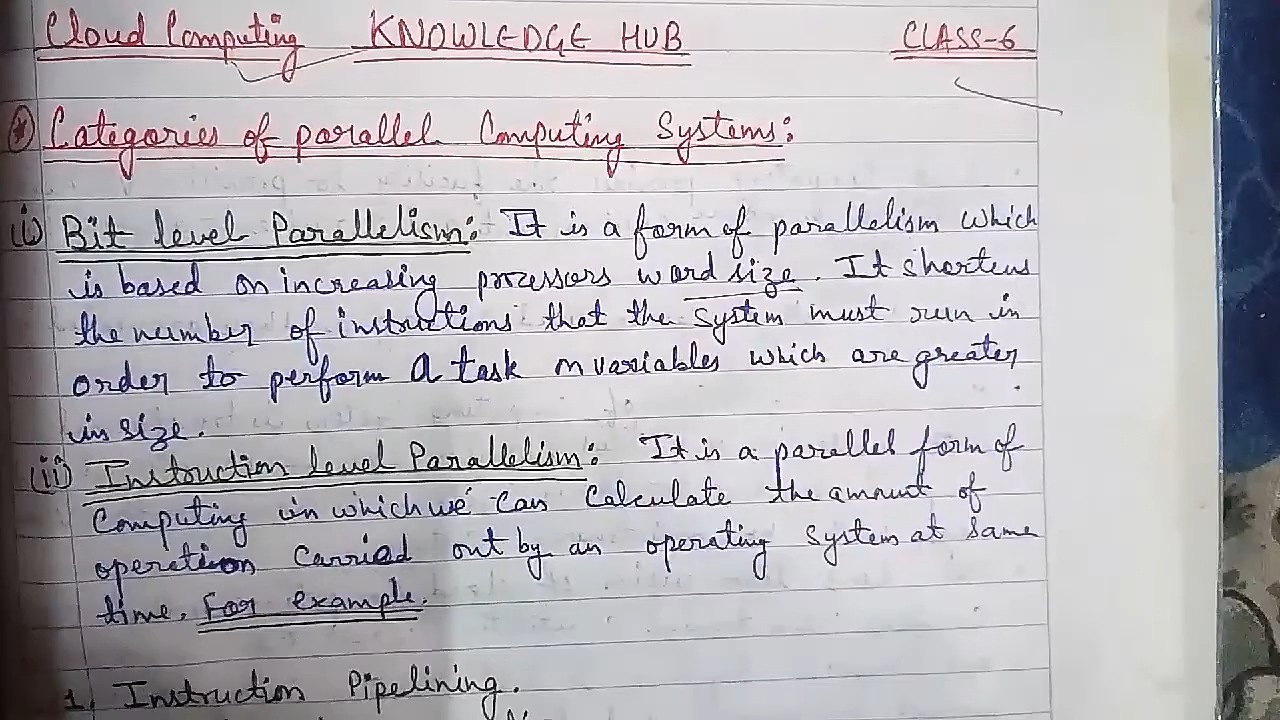 Cloud Computing KNOWLEDGE HUB CLASS-6
Categories of parallel Computing Systems:
(i) Bit level Parallelism: It is a form of parallelism which
is based on increasing processors word size. It shortens
the number of instructions that the system must run in
order to perform a task on variables which are greater
in size.
(ii) Instruction level Parallelism: It is a parallel form of
Computing in which we can Calculate the amount of
operation Carried out by an operating System at same
time. For example.
1. Instruction Pipelining.